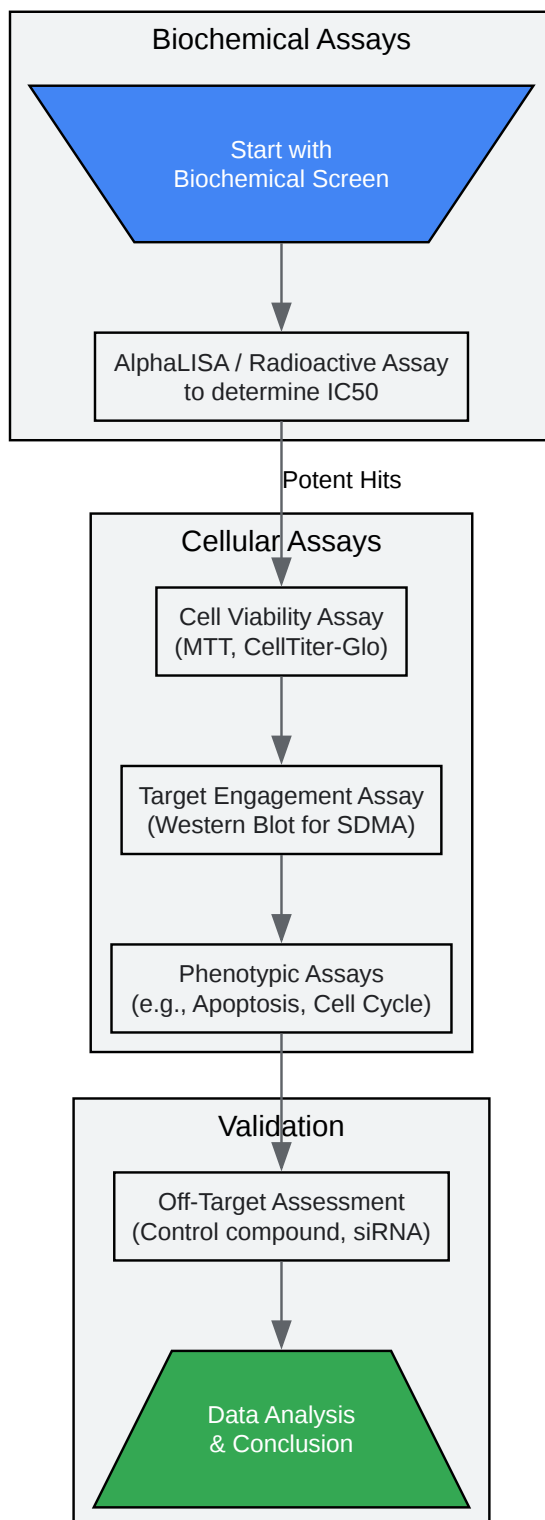 Biochemical Assays
Start with
Biochemical Screen
AlphaLISA / Radioactive Assay
to determine IC50
Potent Hits
Cellular Assays
Cell Viability Assay
(MTT, CellTiter-Glo)
Target Engagement Assay
(Western Blot for SDMA)
Phenotypic Assays
(e.g., Apoptosis, Cell Cycle)
Validation
Off-Target Assessment
(Control compound, siRNA)
Data Analysis
& Conclusion